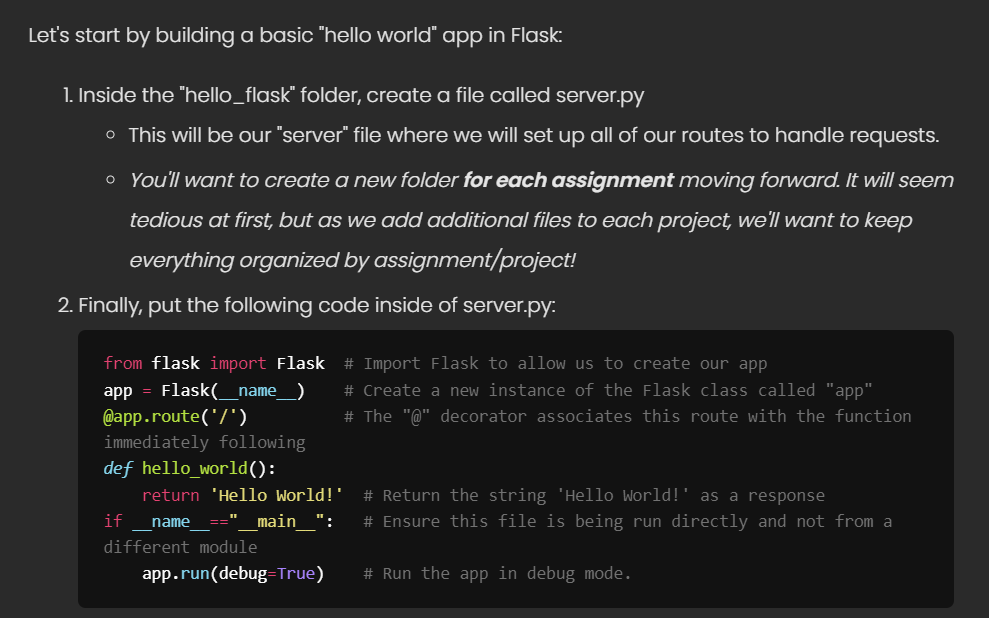 Let's start by building a basic "hello world" app in Flask:
1. Inside the "hello_flask" folder, create a file called server.py
○ This will be our "server" file where we will set up all of our routes to handle requests.
○ You'll want to create a new folder for each assignment moving forward. It will seem
tedious at first, but as we add additional files to each project, we'll want to keep
everything organized by assignment/project!
2. Finally, put the following code inside of server.py:
from flask import Flask  # Import Flask to allow us to create our app
app = Flask(__name__)    # Create a new instance of the Flask class called "app"
@app.route('/')          # The "@" decorator associates this route with the function
immediately following
def hello_world():
    return 'Hello World!'  # Return the string 'Hello World!' as a response
if __name__=="__main__":   # Ensure this file is being run directly and not from a
different module
    app.run(debug=True)    # Run the app in debug mode.